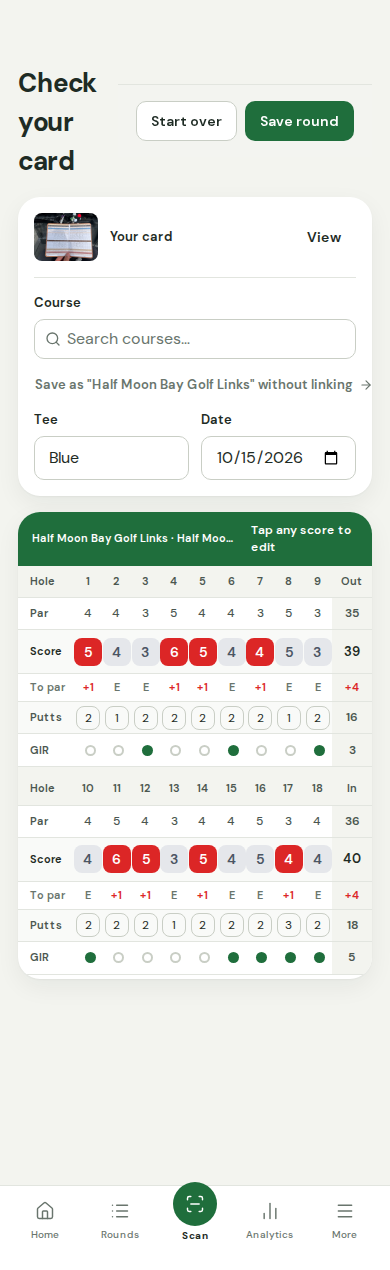 Check your card
Start over
Save round
Your card
View
Course
Search courses...
Save as "Half Moon Bay Golf Links" without linking →
Tee
Date
Blue
10/15/2026
Half Moon Bay Golf Links · Half Moo...
Tap any score to edit
Hole 1 2 3 4 5 6 7 8 9 Out
Par 4 4 3 5 4 4 3 5 3 35
Score 5 4 3 6 5 4 4 5 3 39
To par +1 E E +1 +1 E +1 E E +4
Putts 2 1 2 2 2 2 2 1 2 16
GIR 3
Hole 10 11 12 13 14 15 16 17 18 In
Par 4 5 4 3 4 4 5 3 4 36
Score 4 6 5 3 5 4 5 4 4 40
To par E +1 +1 E +1 E E +1 E +4
Putts 2 2 2 1 2 2 2 3 2 18
GIR 5
Home
Rounds
Scan
Analytics
More